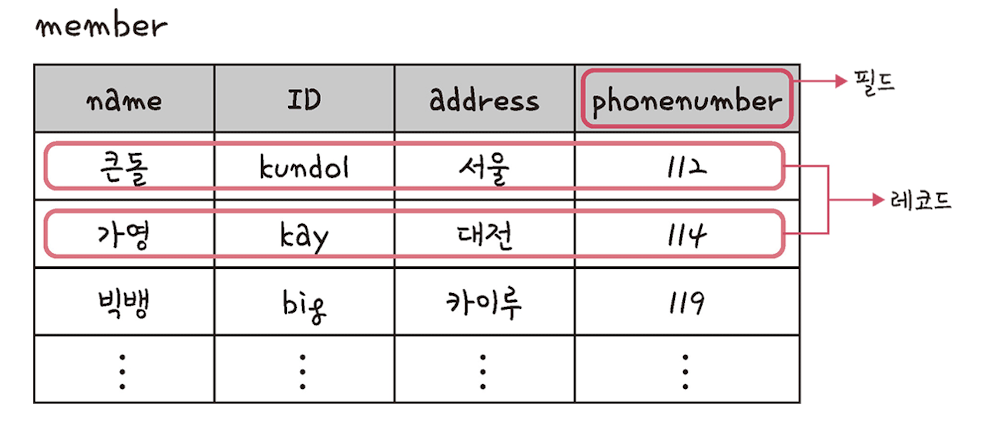 member
name ID address phonenumber
필드
큰돌 kundol 서울 112
레코드
가영 kay 대전 114
빅뱅 big 카이루 119
⋮ ⋮ ⋮ ⋮